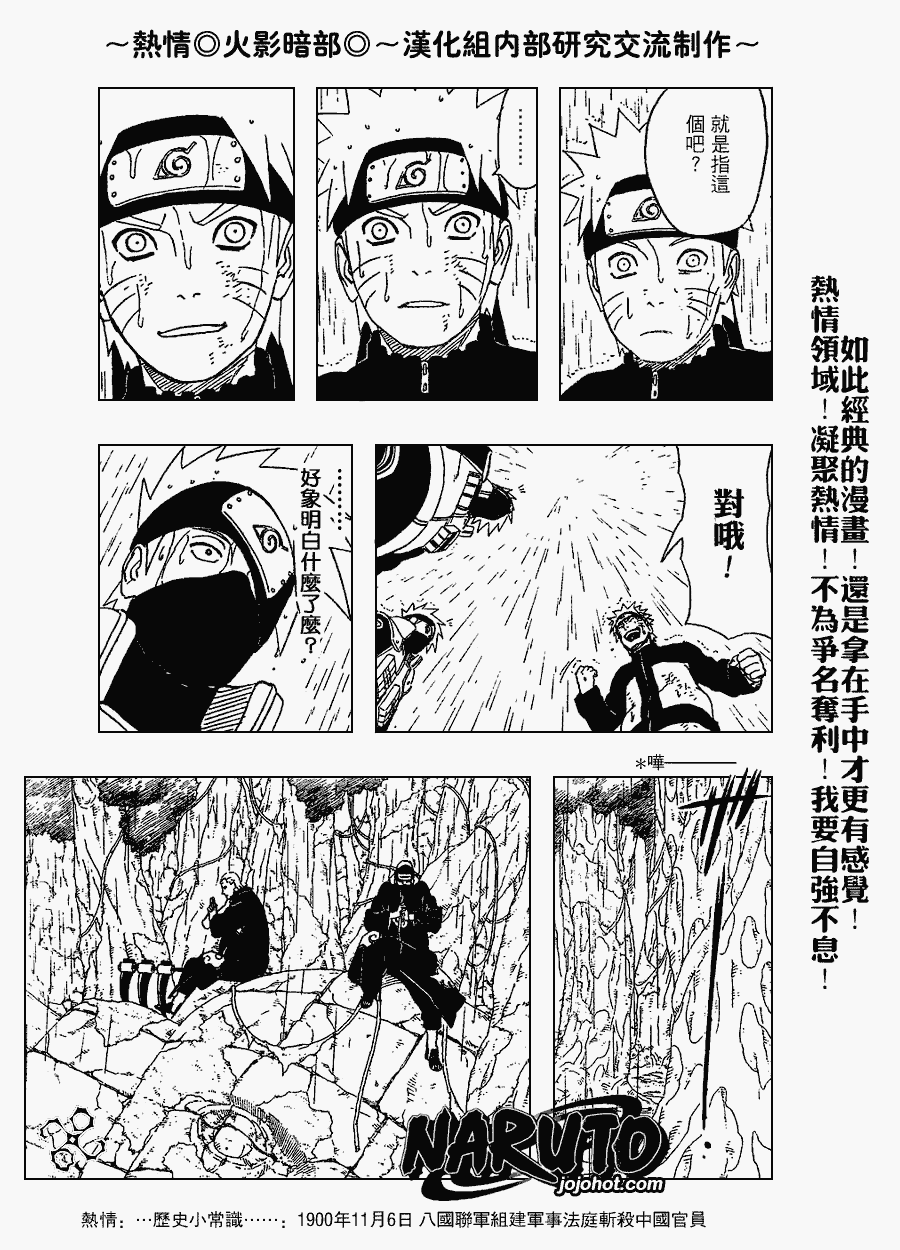 ～熱情◎火影暗部◎～漢化組内部研究交流制作～
就是指這
個吧？
………
對哦！
………
好象明白什麼了麼？
如此經典的漫畫！還是拿在手中才更有感覺！
熱情領域！凝聚熱情！不為爭名奪利！我要自強不息！
＊嘩────
NARUTO
jojohot.com
熱情：…歷史小常識……：1900年11月6日 八國聯軍組建軍事法庭斬殺中國官員